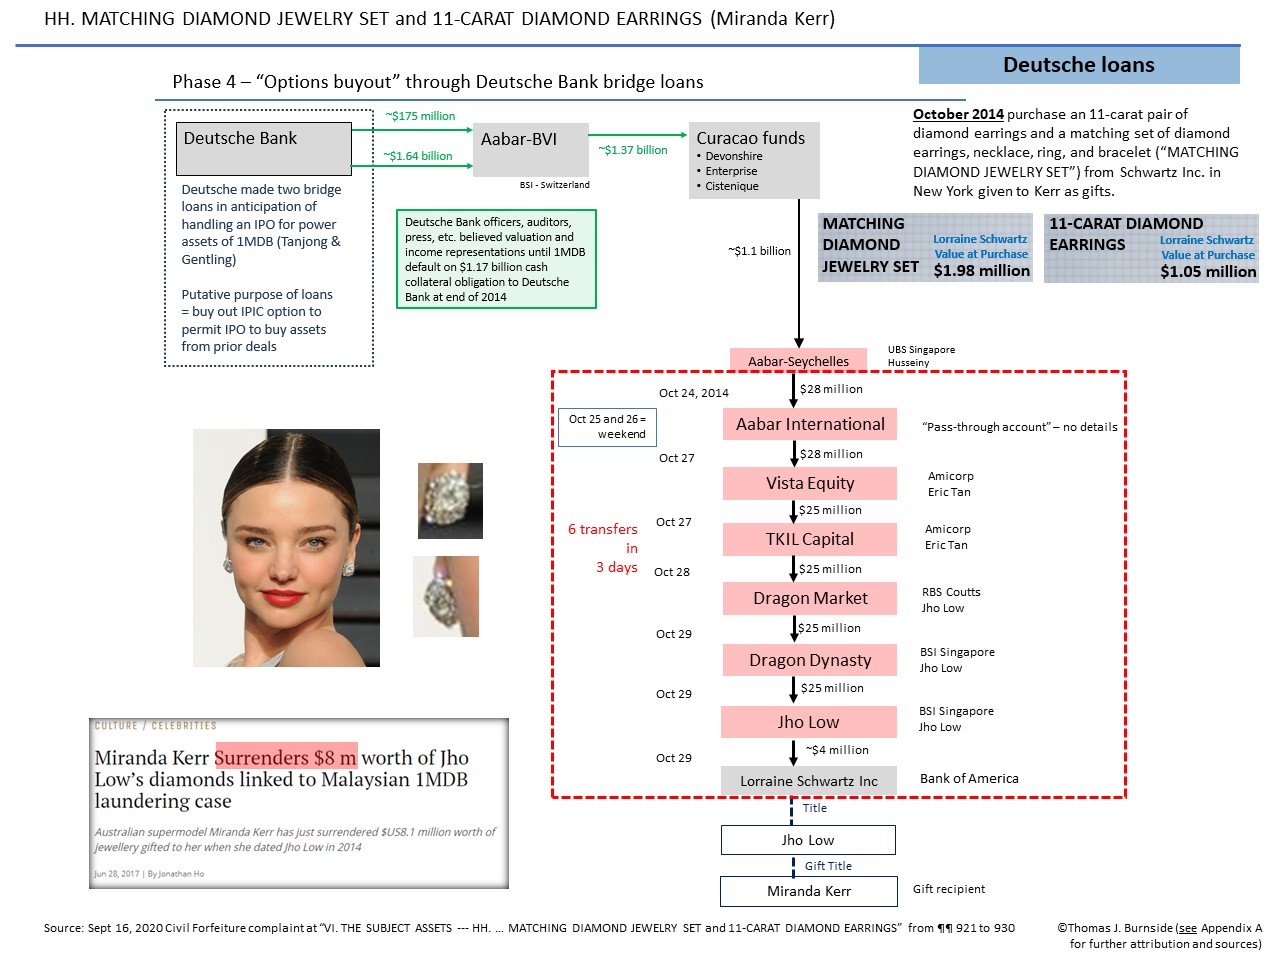 HH. MATCHING DIAMOND JEWELRY SET and 11-CARAT DIAMOND EARRINGS (Miranda Kerr)
Deutsche loans
Phase 4 – “Options buyout” through Deutsche Bank bridge loans
Deutsche Bank
~$175 million
~$1.64 billion
Aabar-BVI
BSI - Switzerland
~$1.37 billion
Curacao funds
• Devonshire
• Enterprise
• Cistenique
October 2014 purchase an 11-carat pair of
diamond earrings and a matching set of diamond
earrings, necklace, ring, and bracelet (“MATCHING
DIAMOND JEWELRY SET”) from Schwartz Inc. in
New York given to Kerr as gifts.
Deutsche made two bridge
loans in anticipation of
handling an IPO for power
assets of 1MDB (Tanjong &
Gentling)
Putative purpose of loans
= buy out IPIC option to
permit IPO to buy assets
from prior deals
Deutsche Bank officers, auditors,
press, etc. believed valuation and
income representations until 1MDB
default on $1.17 billion cash
collateral obligation to Deutsche
Bank at end of 2014
~$1.1 billion
MATCHING
DIAMOND
JEWELRY SET
Lorraine Schwartz
Value at Purchase
$1.98 million
11-CARAT DIAMOND
EARRINGS
Lorraine Schwartz
Value at Purchase
$1.05 million
Aabar-Seychelles
UBS Singapore
Husseiny
Oct 24, 2014
$28 million
Oct 25 and 26 =
weekend
Aabar International
“Pass-through account” – no details
Oct 27
$28 million
Vista Equity
Amicorp
Eric Tan
Oct 27
$25 million
6 transfers
in
3 days
TKIL Capital
Amicorp
Eric Tan
Oct 28
$25 million
Dragon Market
RBS Coutts
Jho Low
Oct 29
$25 million
Dragon Dynasty
BSI Singapore
Jho Low
Oct 29
$25 million
Jho Low
BSI Singapore
Jho Low
Oct 29
~$4 million
Lorraine Schwartz Inc
Bank of America
Title
Jho Low
Gift Title
Miranda Kerr
Gift recipient
CULTURE / CELEBRITIES
Miranda Kerr Surrenders $8 m worth of Jho
Low’s diamonds linked to Malaysian 1MDB
laundering case
Australian supermodel Miranda Kerr has just surrendered $US8.1 million worth of
jewellery gifted to her when she dated Jho Low in 2014
Jun 28, 2017 | By Jonathan Ho
Source: Sept 16, 2020 Civil Forfeiture complaint at “VI. THE SUBJECT ASSETS --- HH. … MATCHING DIAMOND JEWELRY SET and 11-CARAT DIAMOND EARRINGS” from ¶¶ 921 to 930
©Thomas J. Burnside (see Appendix A
for further attribution and sources)